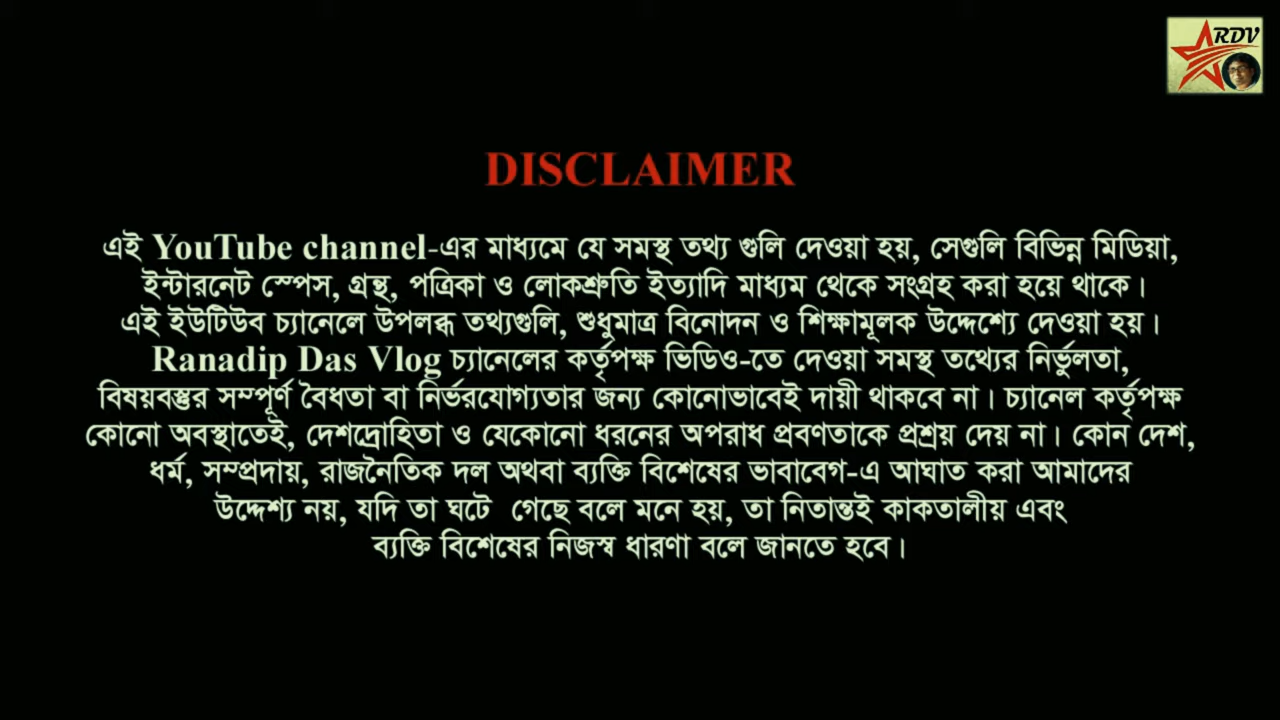 RDV
DISCLAIMER
এই YouTube channel-এর মাধ্যমে যে সমস্থ তথ্য গুলি দেওয়া হয়, সেগুলি বিভিন্ন মিডিয়া,
ইন্টারনেট স্পেস, গ্রন্থ, পত্রিকা ও লোকশ্রুতি ইত্যাদি মাধ্যম থেকে সংগ্রহ করা হয়ে থাকে।
এই ইউটিউব চ্যানেলে উপলব্ধ তথ্যগুলি, শুধুমাত্র বিনোদন ও শিক্ষামূলক উদ্দেশ্যে দেওয়া হয়।
Ranadip Das Vlog চ্যানেলের কর্তৃপক্ষ ভিডিও-তে দেওয়া সমস্থ তথ্যের নির্ভুলতা,
বিষয়বস্তুর সম্পূর্ণ বৈধতা বা নির্ভরযোগ্যতার জন্য কোনোভাবেই দায়ী থাকবে না। চ্যানেল কর্তৃপক্ষ
কোনো অবস্থাতেই, দেশদ্রোহিতা ও যেকোনো ধরনের অপরাধ প্রবণতাকে প্রশ্রয় দেয় না। কোন দেশ,
ধর্ম, সম্প্রদায়, রাজনৈতিক দল অথবা ব্যক্তি বিশেষের ভাবাবেগ-এ আঘাত করা আমাদের
উদ্দেশ্য নয়, যদি তা ঘটে গেছে বলে মনে হয়, তা নিতান্তই কাকতালীয় এবং
ব্যক্তি বিশেষের নিজস্ব ধারণা বলে জানতে হবে।